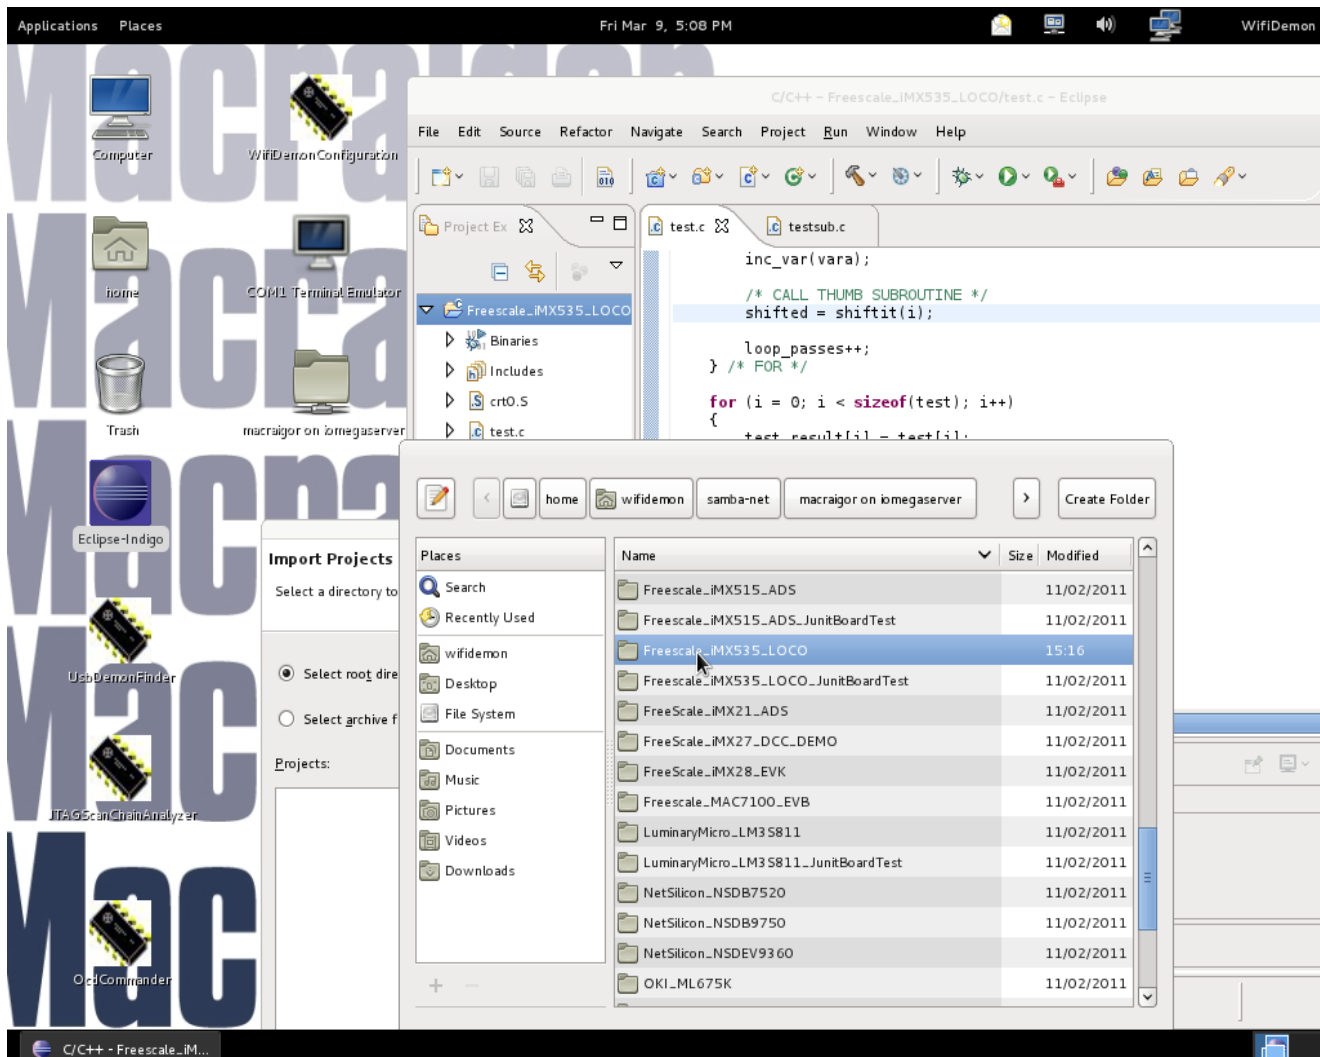 Applications Places Fri Mar 9, 5:08 PM WifiDemon
Macraigor
Computer
WifiDemonConfiguration
home
COM1 Terminal Emulator
Trash
macraigor on iomegaserver
Eclipse-Indigo
UsbDemonFinder
JTAGScanChainAnalyzer
OcdCommander
C/C++ – Freescale_iMX535_LOCO/test.c – Eclipse
File Edit Source Refactor Navigate Search Project Run Window Help
010
Project Ex
test.c
testsub.c
Freescale_iMX535_LOCO
Binaries
Includes
crt0.S
test.c
inc_var(vara);
/* CALL THUMB SUBROUTINE */
shifted = shiftit(i);
loop_passes++;
} /* FOR */
for (i = 0; i < sizeof(test); i++)
{
test_result[i] = test[i];
Import Projects
Select a directory to
Select root dire
Select archive f
Projects:
home wifidemon samba-net macraigor on iomegaserver Create Folder
Places
Search
Recently Used
wifidemon
Desktop
File System
Documents
Music
Pictures
Videos
Downloads
Name Size Modified
Freescale_iMX515_ADS 11/02/2011
Freescale_iMX515_ADS_JunitBoardTest 11/02/2011
Freescale_iMX535_LOCO 15:16
Freescale_iMX535_LOCO_JunitBoardTest 11/02/2011
FreeScale_iMX21_ADS 11/02/2011
FreeScale_iMX27_DCC_DEMO 11/02/2011
FreeScale_iMX28_EVK 11/02/2011
Freescale_MAC7100_EVB 11/02/2011
LuminaryMicro_LM3S811 11/02/2011
LuminaryMicro_LM3S811_JunitBoardTest 11/02/2011
NetSilicon_NSDB7520 11/02/2011
NetSilicon_NSDB9750 11/02/2011
NetSilicon_NSDEV9360 11/02/2011
OKI_ML675K 11/02/2011
C/C++ - Freescale_iM...